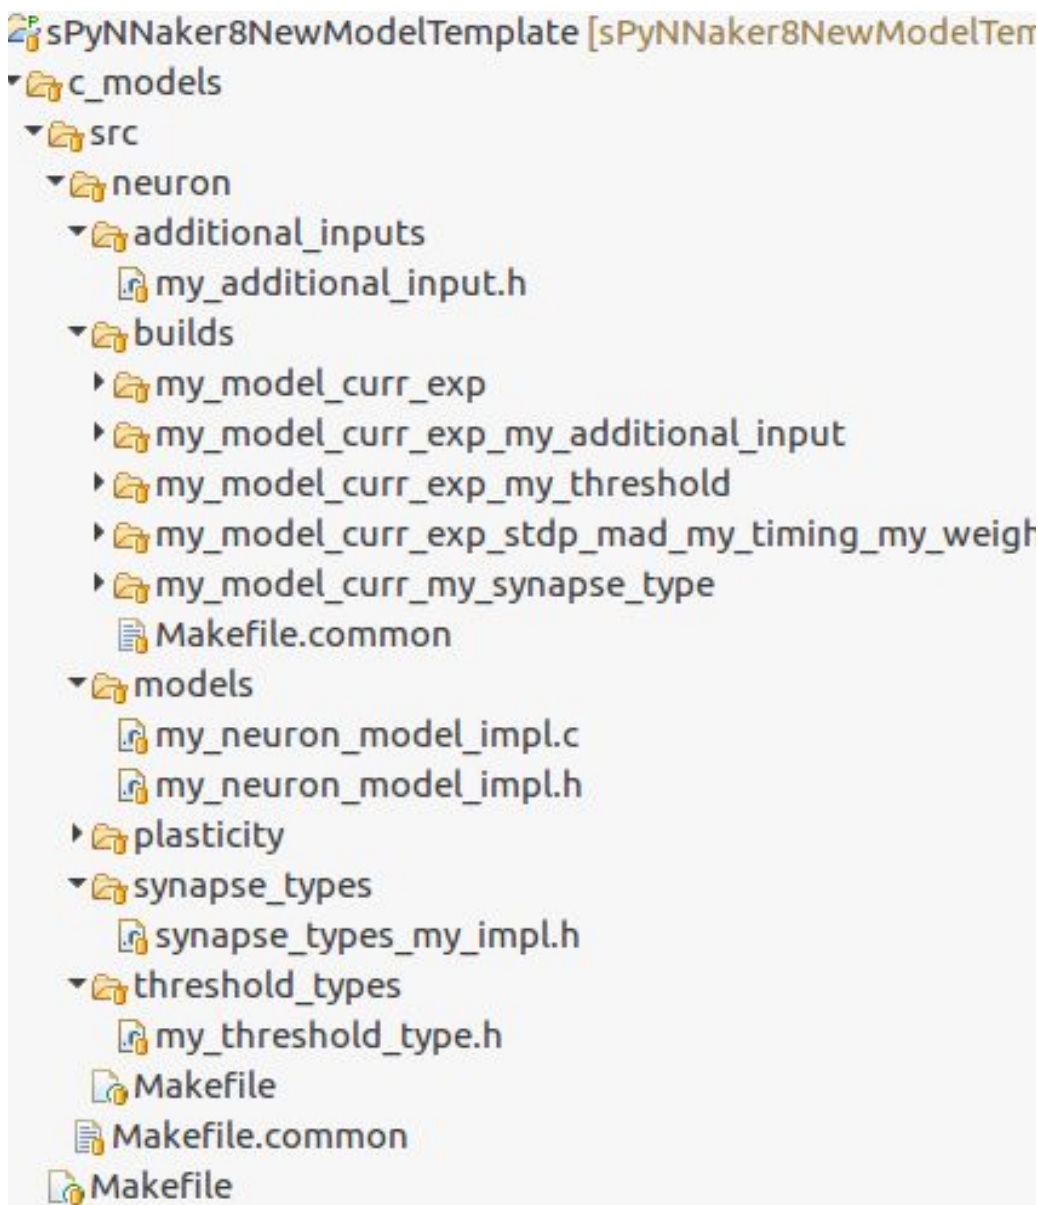 sPyNNaker8NewModelTemplate [sPyNNaker8NewModelTem
c_models
src
neuron
additional_inputs
my_additional_input.h
builds
my_model_curr_exp
my_model_curr_exp_my_additional_input
my_model_curr_exp_my_threshold
my_model_curr_exp_stdp_mad_my_timing_my_weigh
my_model_curr_my_synapse_type
Makefile.common
models
my_neuron_model_impl.c
my_neuron_model_impl.h
plasticity
synapse_types
synapse_types_my_impl.h
threshold_types
my_threshold_type.h
Makefile
Makefile.common
Makefile